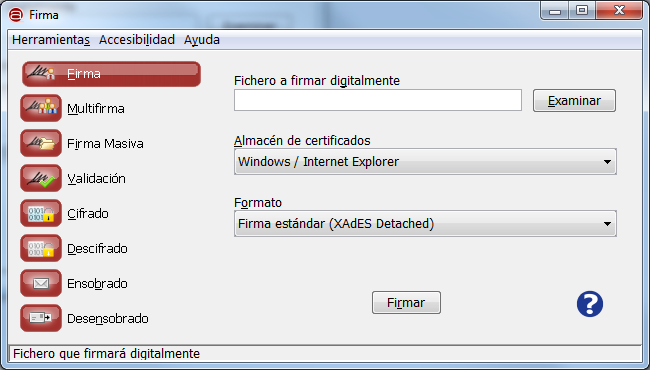 Firma
Herramientas Accesibilidad Ayuda
Firma
Multifirma
Firma Masiva
Validación
Cifrado
Descifrado
Ensobrado
Desensobrado
Fichero a firmar digitalmente
Examinar
Almacén de certificados
Windows / Internet Explorer
Formato
Firma estándar (XAdES Detached)
Firmar
?
Fichero que firmará digitalmente